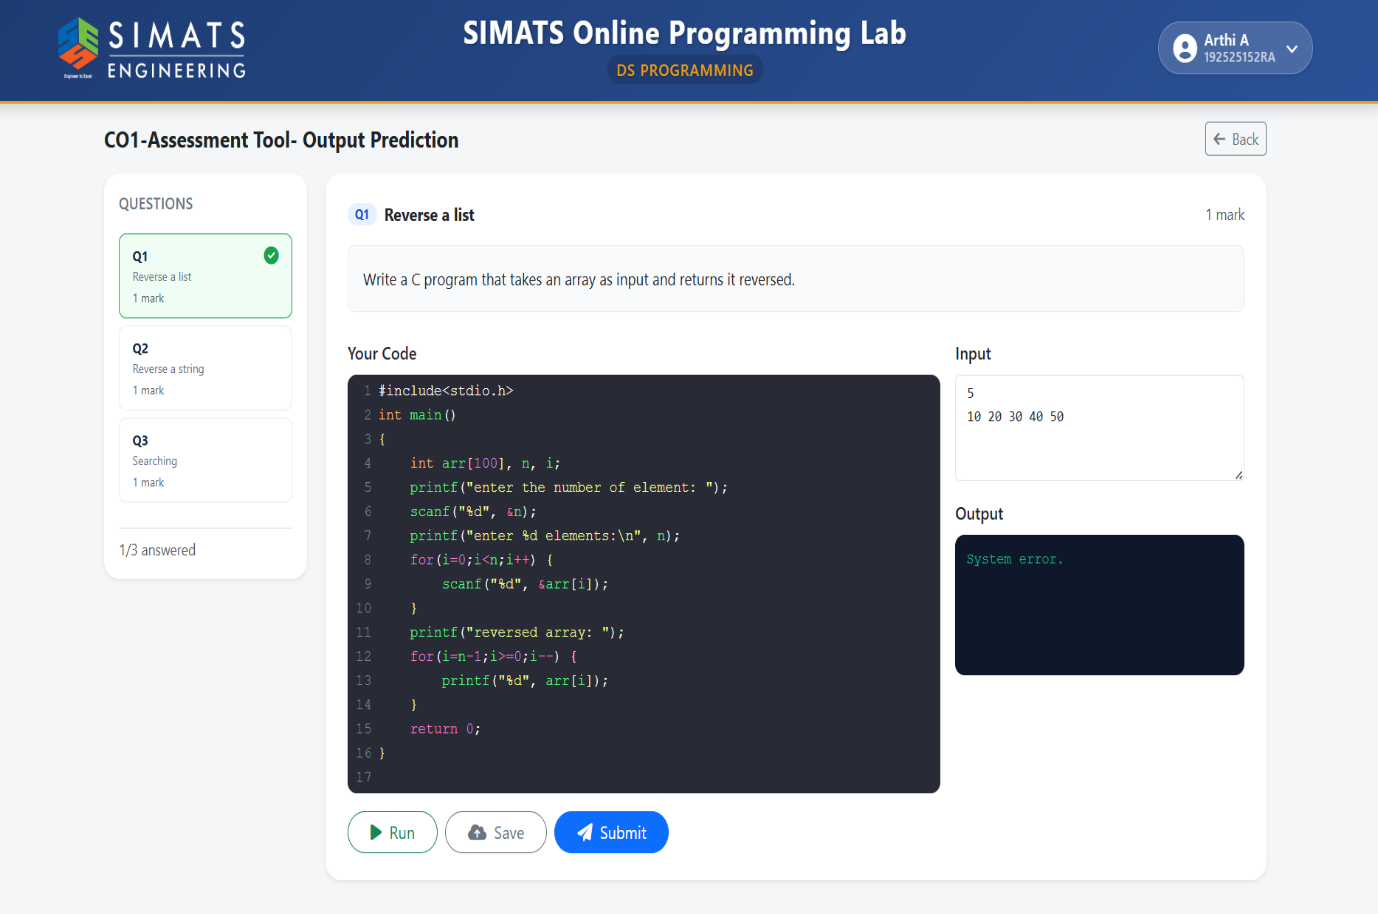 SIMATS
ENGINEERING
Engineer to Excel
SIMATS Online Programming Lab
DS PROGRAMMING
Arthi A
192525152RA
CO1-Assessment Tool- Output Prediction
← Back
QUESTIONS
Q1
Reverse a list
1 mark
Q2
Reverse a string
1 mark
Q3
Searching
1 mark
1/3 answered
Q1 Reverse a list
1 mark
Write a C program that takes an array as input and returns it reversed.
Your Code
1 #include<stdio.h>
2 int main()
3 {
4     int arr[100], n, i;
5     printf("enter the number of element: ");
6     scanf("%d", &n);
7     printf("enter %d elements:\n", n);
8     for(i=0;i<n;i++) {
9         scanf("%d", &arr[i]);
10     }
11     printf("reversed array: ");
12     for(i=n-1;i>=0;i--) {
13         printf("%d", arr[i]);
14     }
15     return 0;
16 }
17
Input
5
10 20 30 40 50
Output
System error.
Run
Save
Submit